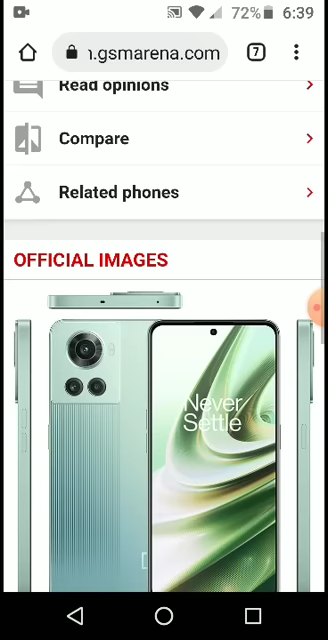 72% 6:39
ı.gsmarena.com 7
Read opinions
Compare
Related phones
OFFICIAL IMAGES
Never
Settle